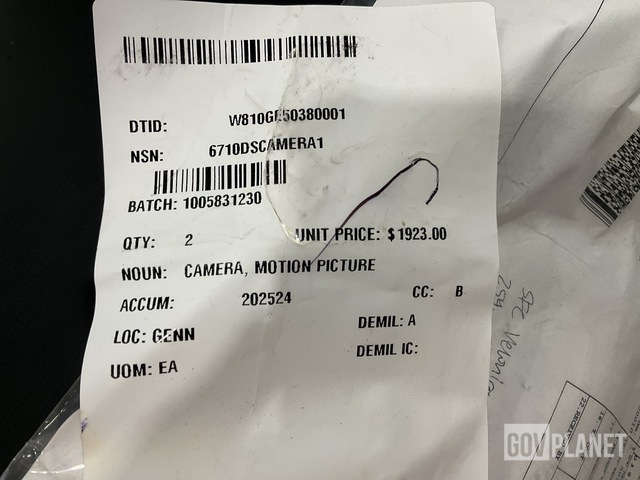 DTID: W810GE50380001
NSN: 6710DSCAMERA1
BATCH: 1005831230
QTY: 2 UNIT PRICE: $1923.00
NOUN: CAMERA, MOTION PICTURE
ACCUM: 202524 CC: B
LOC: GENN DEMIL: A
UOM: EA DEMIL IC:
GOVPLANET